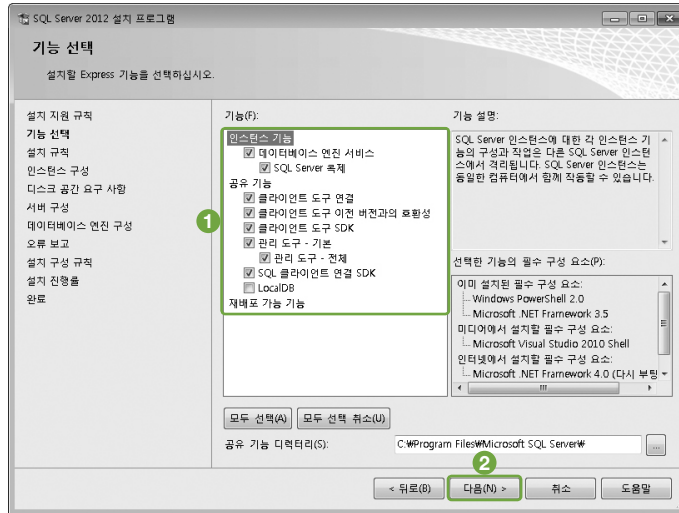 SQL Server 2012 설치 프로그램
기능 선택
설치할 Express 기능을 선택하십시오.
설치 지원 규칙
기능 선택
설치 규칙
인스턴스 구성
디스크 공간 요구 사항
서버 구성
데이터베이스 엔진 구성
오류 보고
설치 구성 규칙
설치 진행률
완료
기능(F):
1
인스턴스 기능
데이터베이스 엔진 서비스
SQL Server 복제
공유 기능
클라이언트 도구 연결
클라이언트 도구 이전 버전과의 호환성
클라이언트 도구 SDK
관리 도구 - 기본
관리 도구 - 전체
SQL 클라이언트 연결 SDK
LocalDB
재배포 가능 기능
기능 설명:
SQL Server 인스턴스에 대한 각 인스턴스 기
능의 구성과 작업은 다른 SQL Server 인스턴
스에서 격리됩니다. SQL Server 인스턴스는
동일한 컴퓨터에서 함께 작동할 수 있습니다.
선택한 기능의 필수 구성 요소(P):
이미 설치된 필수 구성 요소:
Windows PowerShell 2.0
Microsoft .NET Framework 3.5
미디어에서 설치할 필수 구성 요소:
Microsoft Visual Studio 2010 Shell
인터넷에서 설치할 필수 구성 요소:
Microsoft .NET Framework 4.0 (다시 부팅
모두 선택(A) 모두 선택 취소(U)
공유 기능 디렉터리(S): C:₩Program Files₩Microsoft SQL Server₩ ...
2
< 뒤로(B) 다음(N) > 취소 도움말